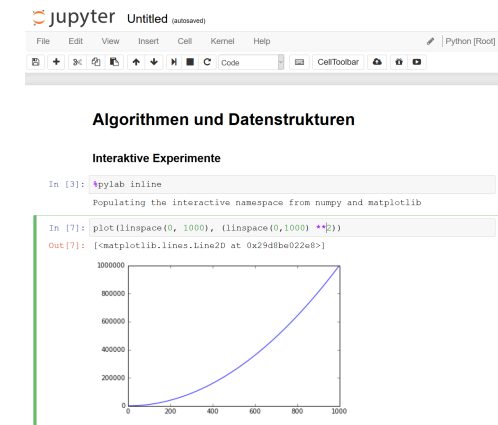 jupyter Untitled (autosaved)
File Edit View Insert Cell Kernel Help Python [Root]
Code CellToolbar
Algorithmen und Datenstrukturen
Interaktive Experimente
In [3]: %pylab inline
Populating the interactive namespace from numpy and matplotlib
In [7]: plot(linspace(0, 1000), (linspace(0,1000) **2))
Out[7]: [<matplotlib.lines.Line2D at 0x29d8be022e8>]
1000000
800000
600000
400000
200000
0
0 200 400 600 800 1000